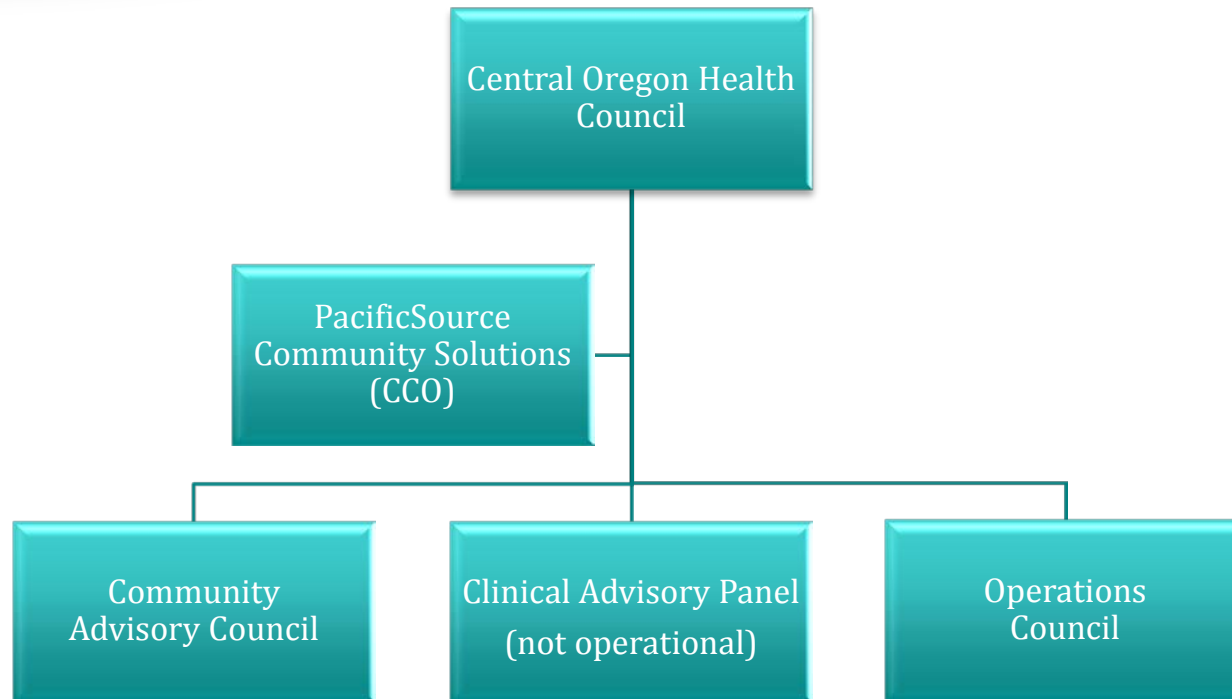 Central Oregon Health
Council
PacificSource
Community Solutions
(CCO)
Community
Advisory Council
Clinical Advisory Panel
(not operational)
Operations
Council